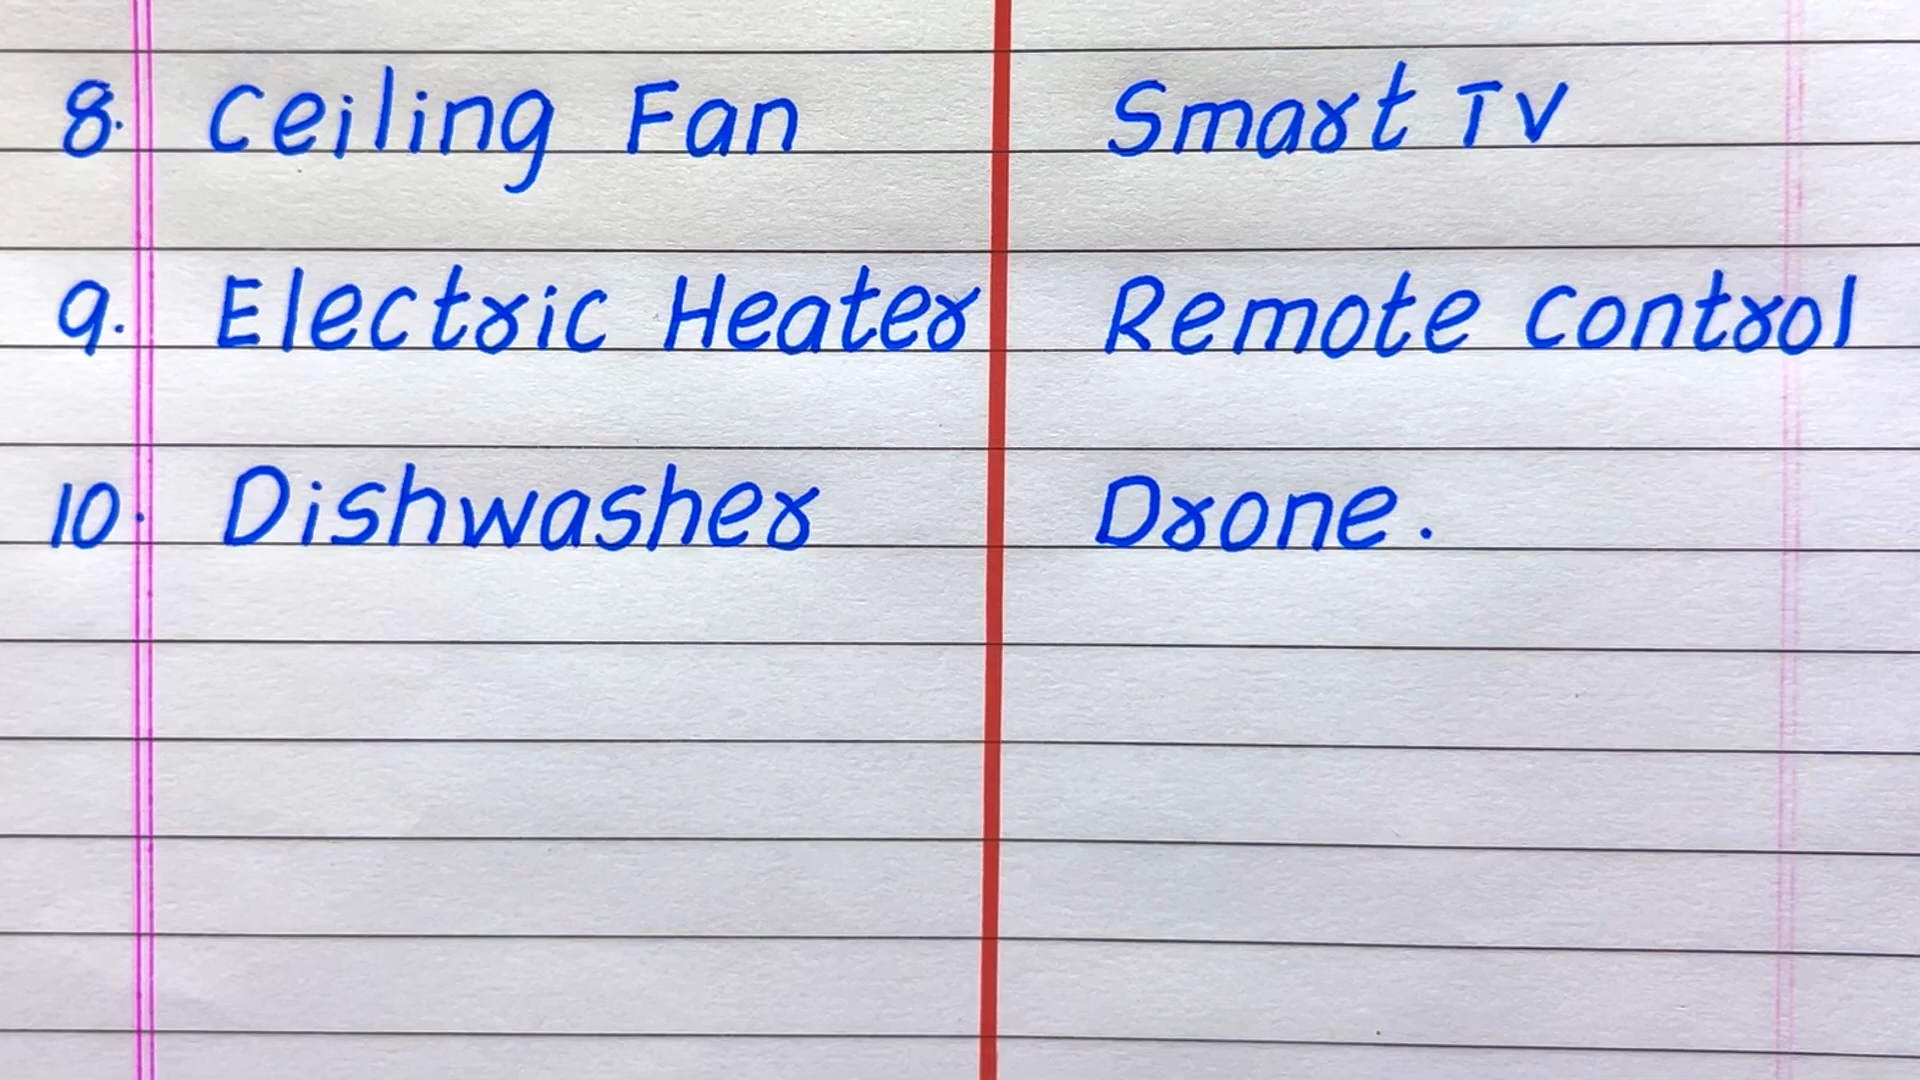 8. Ceiling Fan Smart TV
9. Electric Heater Remote Control
10. Dishwasher Drone.